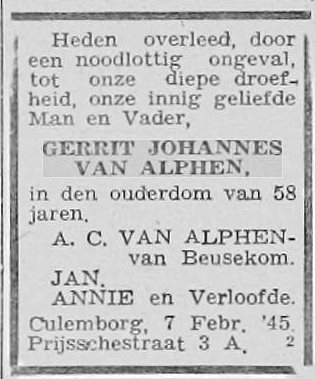 Heden overleed, door
een noodlottig ongeval,
tot onze diepe droef-
heid, onze innig geliefde
Man en Vader,
GERRIT JOHANNES
VAN ALPHEN,
in den ouderdom van 58
jaren.
A. C. VAN ALPHEN-
van Beusekom.
JAN.
ANNIE en Verloofde.
Culemborg, 7 Febr. '45.
Prijsschestraat 3 A. 2